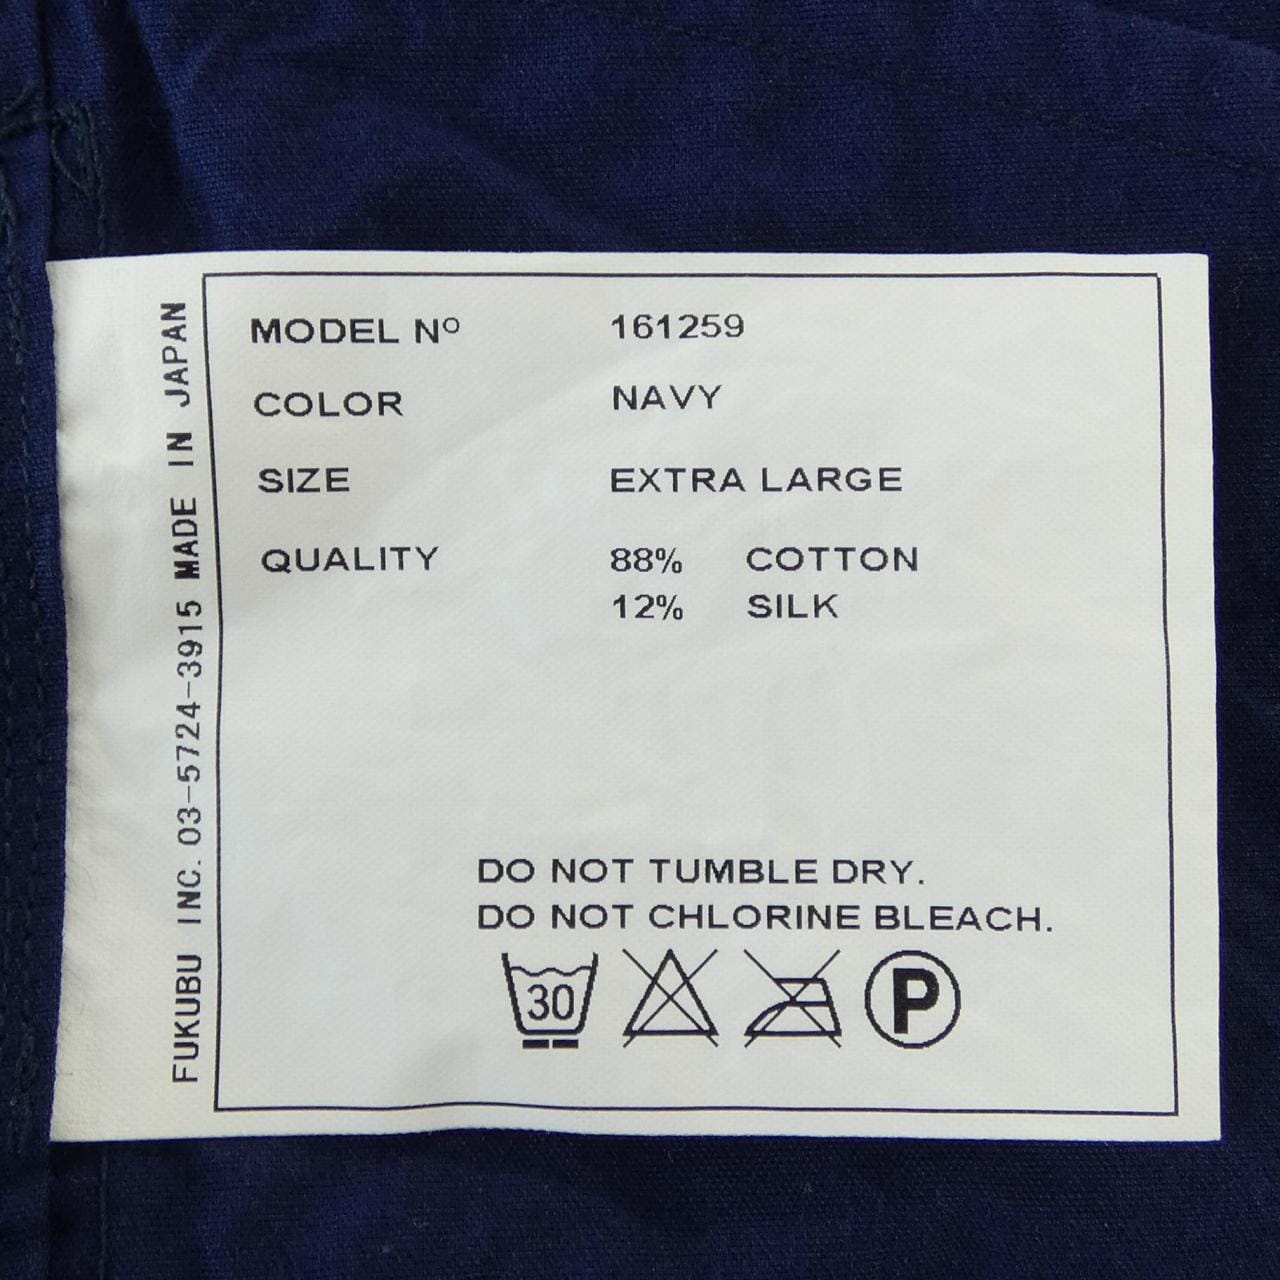 MODEL Nº 161259
COLOR NAVY
SIZE EXTRA LARGE
QUALITY 88% COTTON
12% SILK
DO NOT TUMBLE DRY.
DO NOT CHLORINE BLEACH.
30
P
FUKUBU INC. 03-5724-3915 MADE IN JAPAN